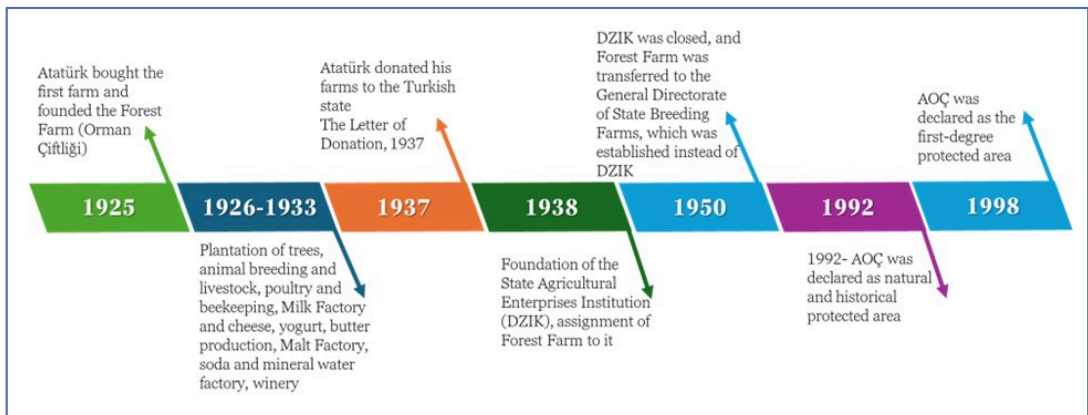 Atatürk bought the
first farm and
founded the Forest
Farm (Orman
Çiftliği)
1925
1926-1933
Plantation of trees,
animal breeding and
livestock, poultry and
beekeeping, Milk Factory
and cheese, yogurt, butter
production, Malt Factory,
soda and mineral water
factory, winery
Atatürk donated his
farms to the Turkish
state
The Letter of
Donation, 1937
1937
1938
Foundation of the
State Agricultural
Enterprises Institution
(DZIK), assignment of
Forest Farm to it
DZIK was closed, and
Forest Farm was
transferred to the
General Directorate
of State Breeding
Farms, which was
established instead of
DZIK
1950
1992
1992- AOÇ was
declared as natural
and historical
protected area
AOÇ was
declared as the
first-degree
protected area
1998